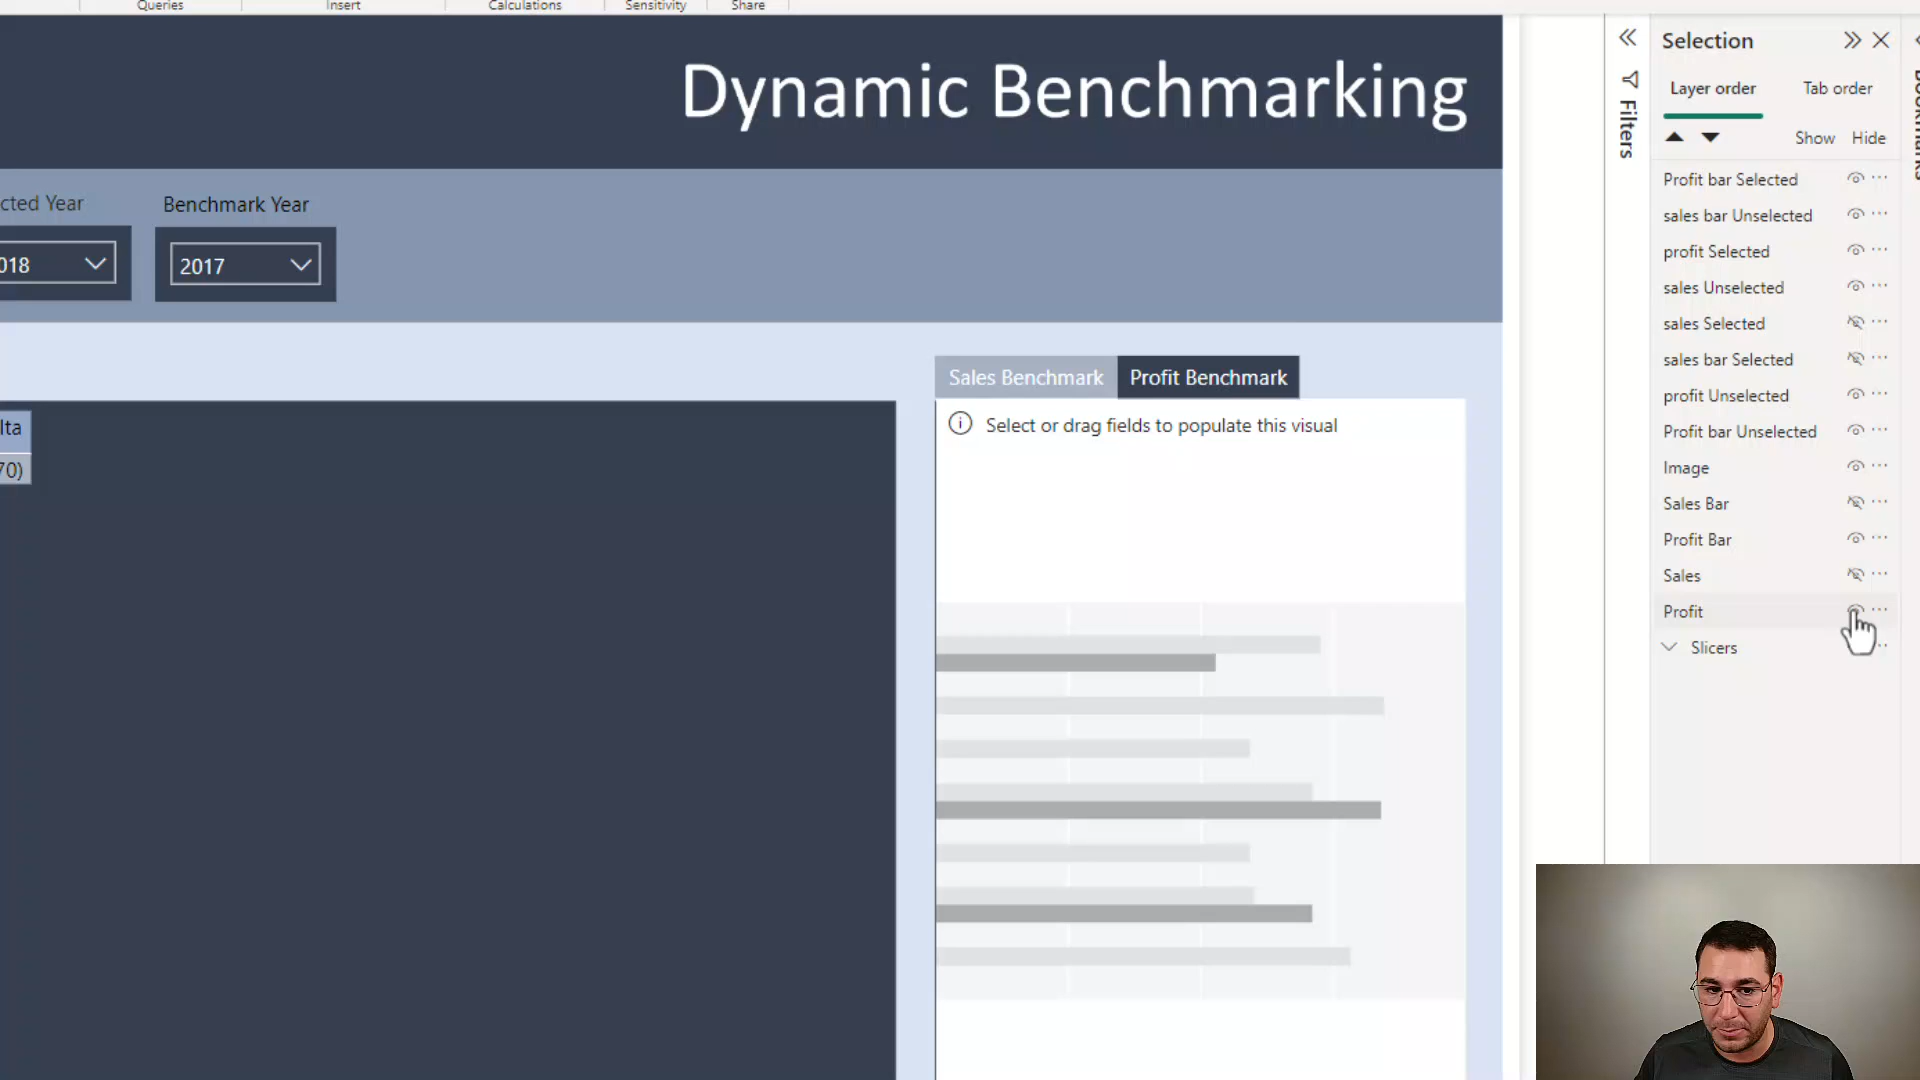 Queries
Insert
Calculations
Sensitivity
Share
Dynamic Benchmarking
cted Year
Benchmark Year
018
2017
Sales Benchmark
Profit Benchmark
Select or drag fields to populate this visual
lta
70)
Filters
Selection
Layer order
Tab order
Show
Hide
Profit bar Selected
sales bar Unselected
profit Selected
sales Unselected
sales Selected
sales bar Selected
profit Unselected
Profit bar Unselected
Image
Sales Bar
Profit Bar
Sales
Profit
Slicers